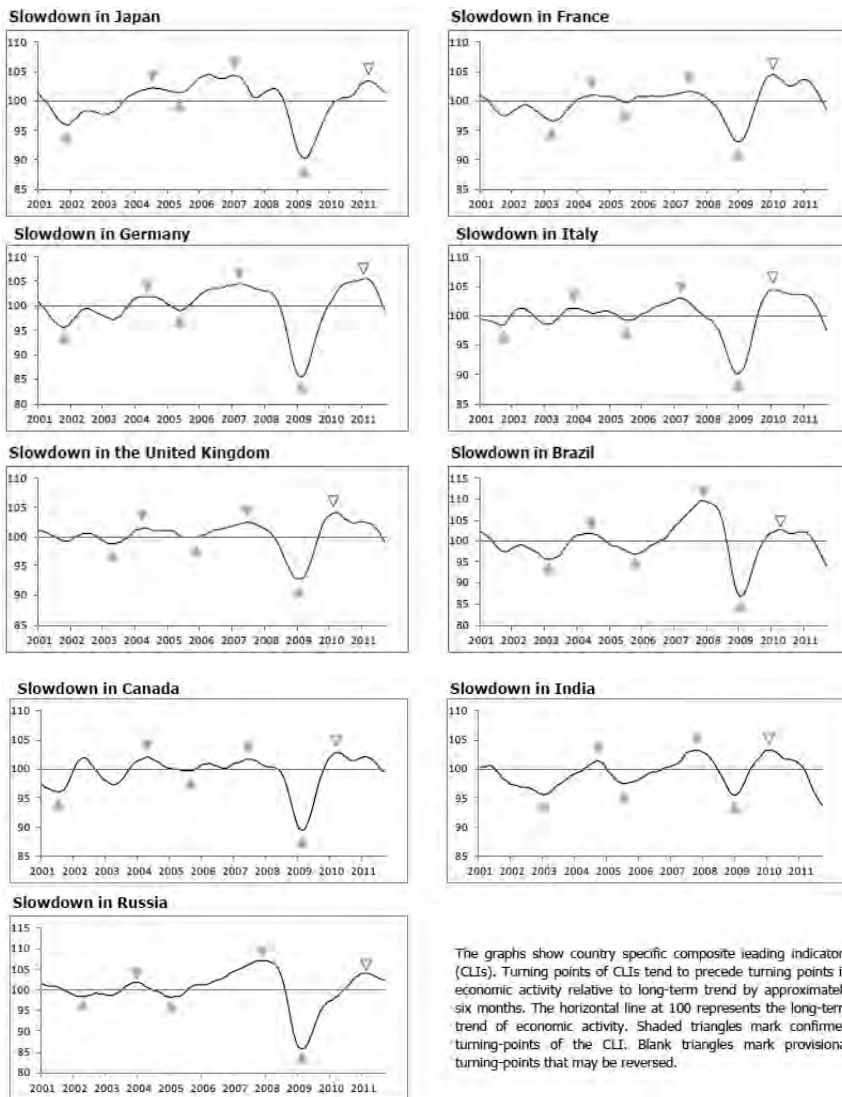 Slowdown in Japan
110
105
100
95
90
85
2001 2002 2003 2004 2005 2006 2007 2008 2009 2010 2011
Slowdown in France
110
105
100
95
90
85
2001 2002 2003 2004 2005 2006 2007 2008 2009 2010 2011
Slowdown in Germany
110
105
100
95
90
85
80
2001 2002 2003 2004 2005 2006 2007 2008 2009 2010 2011
Slowdown in Italy
110
105
100
95
90
85
2001 2002 2003 2004 2005 2006 2007 2008 2009 2010 2011
Slowdown in the United Kingdom
110
105
100
95
90
85
2001 2002 2003 2004 2005 2006 2007 2008 2009 2010 2011
Slowdown in Brazil
115
110
105
100
95
90
85
80
2001 2002 2003 2004 2005 2006 2007 2008 2009 2010 2011
Slowdown in Canada
110
105
100
95
90
85
2001 2002 2003 2004 2005 2006 2007 2008 2009 2010 2011
Slowdown in India
110
105
100
95
90
85
2001 2002 2003 2004 2005 2006 2007 2008 2009 2010 2011
Slowdown in Russia
115
110
105
100
95
90
85
80
2001 2002 2003 2004 2005 2006 2007 2008 2009 2010 2011
The graphs show country specific composite leading indicator
(CLIs). Turning points of CLIs tend to precede turning points i
economic activity relative to long-term trend by approximatel
six months. The horizontal line at 100 represents the long-tern
trend of economic activity. Shaded triangles mark confirme
turning-points of the CLI. Blank triangles mark provisiona
turning-points that may be reversed.